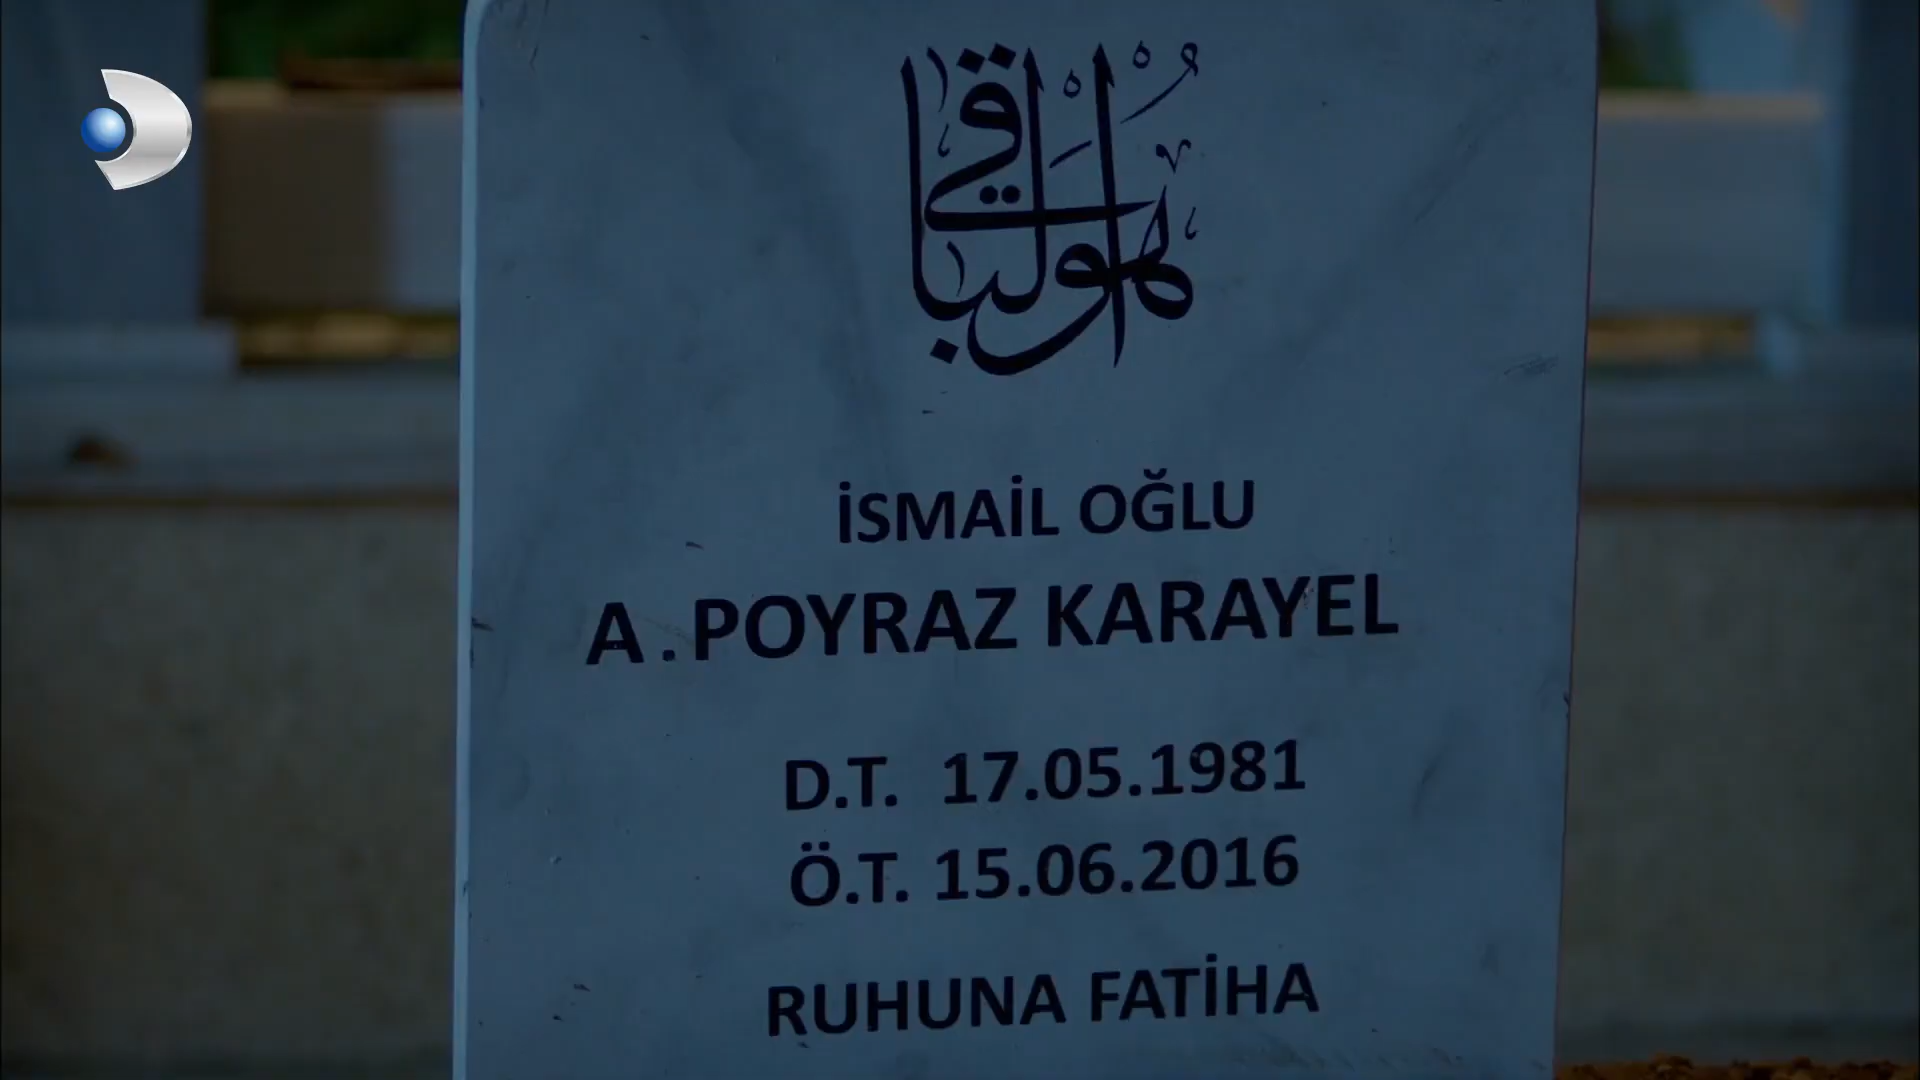 هو الباقي
İSMAİL OĞLU
A . POYRAZ KARAYEL
D.T. 17.05.1981
Ö.T. 15.06.2016
RUHUNA FATİHA